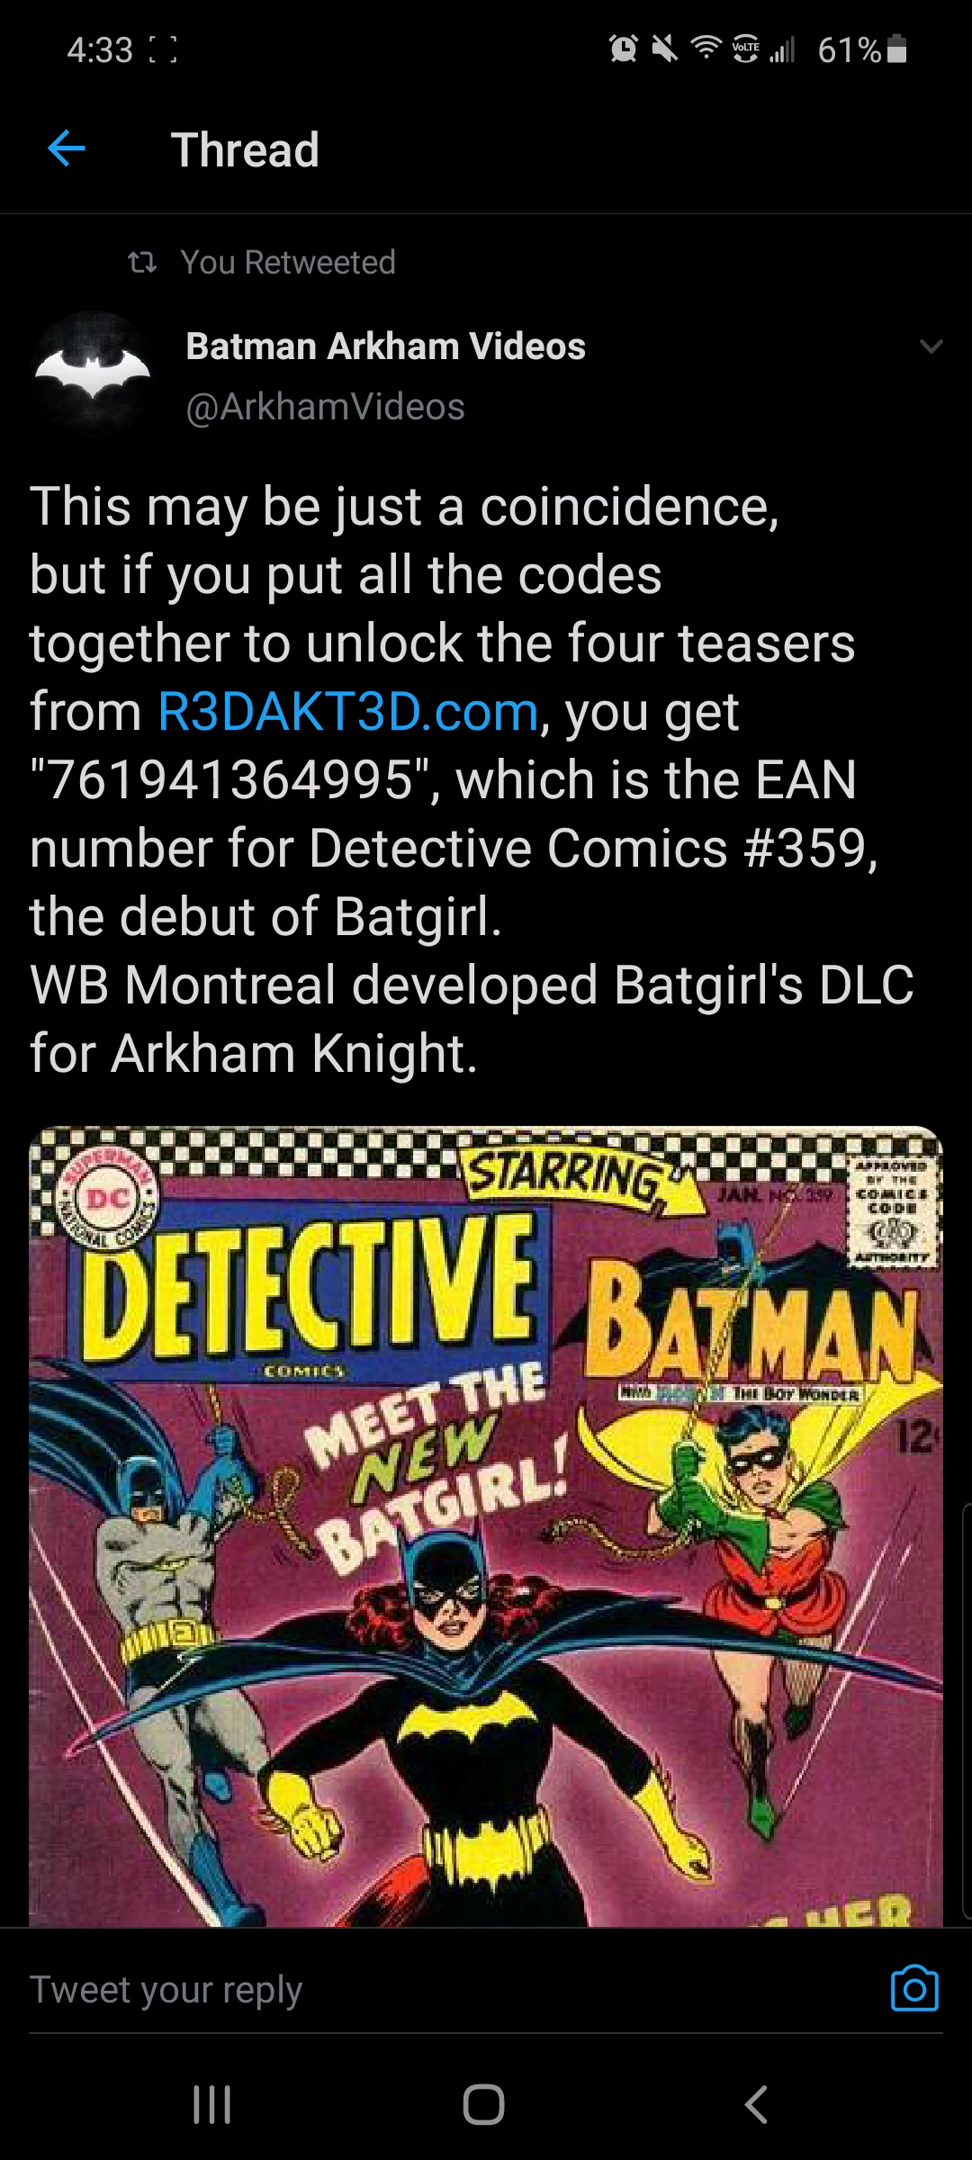 4:33
VoLTE
61%
Thread
You Retweeted
Batman Arkham Videos
@ArkhamVideos
This may be just a coincidence,
but if you put all the codes
together to unlock the four teasers
from R3DAKT3D.com, you get
"761941364995", which is the EAN
number for Detective Comics #359,
the debut of Batgirl.
WB Montreal developed Batgirl's DLC
for Arkham Knight.
SUPERMAN
DC
NATIONAL COMICS
STARRING
JAN. NO. 359
APPROVED
BY THE
COMICS
CODE
AUTHORITY
DETECTIVE
COMICS
BATMAN
WITH ROBIN THE BOY WONDER
12¢
MEET THE
NEW
BATGIRL!
HER
Tweet your reply